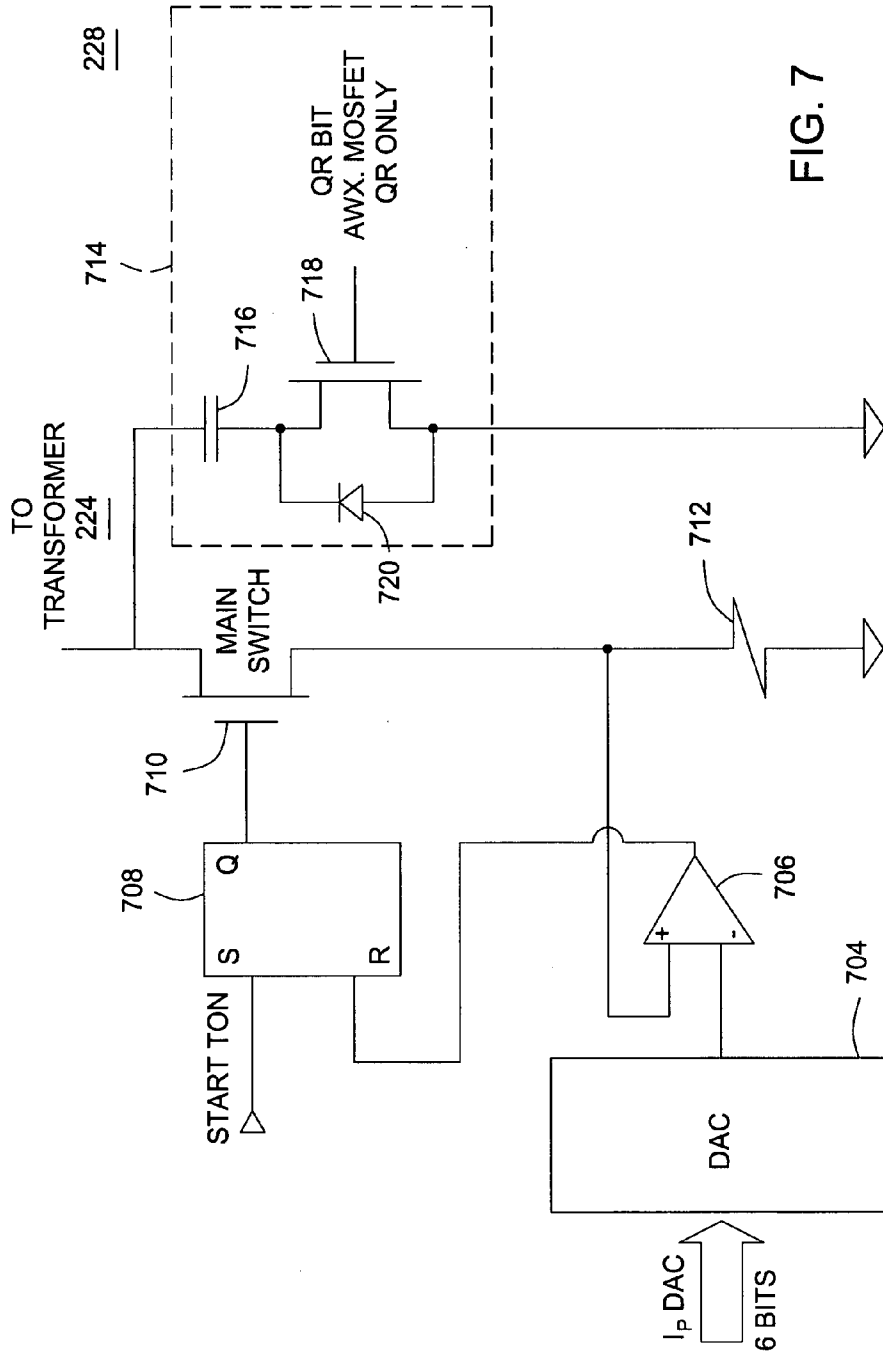 TO
TRANSFORMER
224
228
714
716
QR BIT
AWX. MOSFET
QR ONLY
718
720
MAIN
SWITCH
710
708
S
Q
R
START TON
712
706
+
-
704
DAC
I_P DAC
6 BITS
FIG. 7